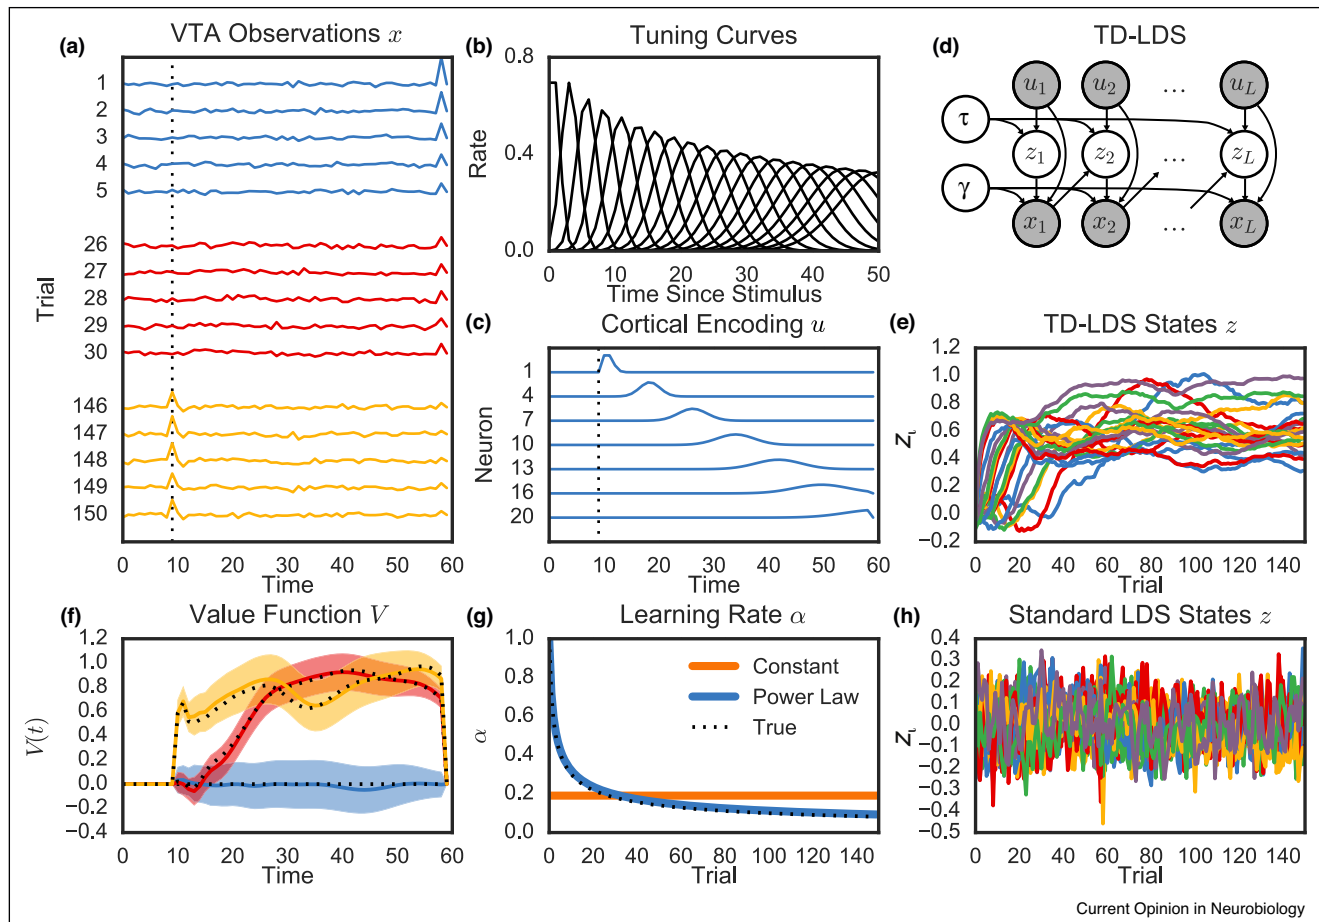 (a) VTA Observations x
1
2
3
4
5
26
27
28
29
30
146
147
148
149
150
Trial
0 10 20 30 40 50 60
Time
(b) Tuning Curves
0.8
0.4
0.0
Rate
0 5 10 15 20 25 30 35 40 45 50
Time Since Stimulus
(c) Cortical Encoding u
1
4
7
10
13
16
20
Neuron
0 20 40 60
Time
(d) TD-LDS
u1 u2 ... uL
τ
z1 z2 ... zL
γ
x1 x2 ... xL
(e) TD-LDS States z
1.2
1.0
0.8
0.6
0.4
0.2
0.0
−0.2
zι
0 20 40 60 80 100 120 140
Trial
(f) Value Function V
1.2
1.0
0.8
0.6
0.4
0.2
0.0
−0.2
−0.4
V(t)
0 10 20 30 40 50 60
Time
(g) Learning Rate α
1.0
0.8
0.6
0.4
0.2
0.0
α
Constant
Power Law
True
0 20 40 60 80 100 120 140
Trial
(h) Standard LDS States z
0.4
0.3
0.2
0.1
0.0
−0.1
−0.2
−0.3
−0.4
−0.5
zι
0 20 40 60 80 100 120 140
Trial
Current Opinion in Neurobiology